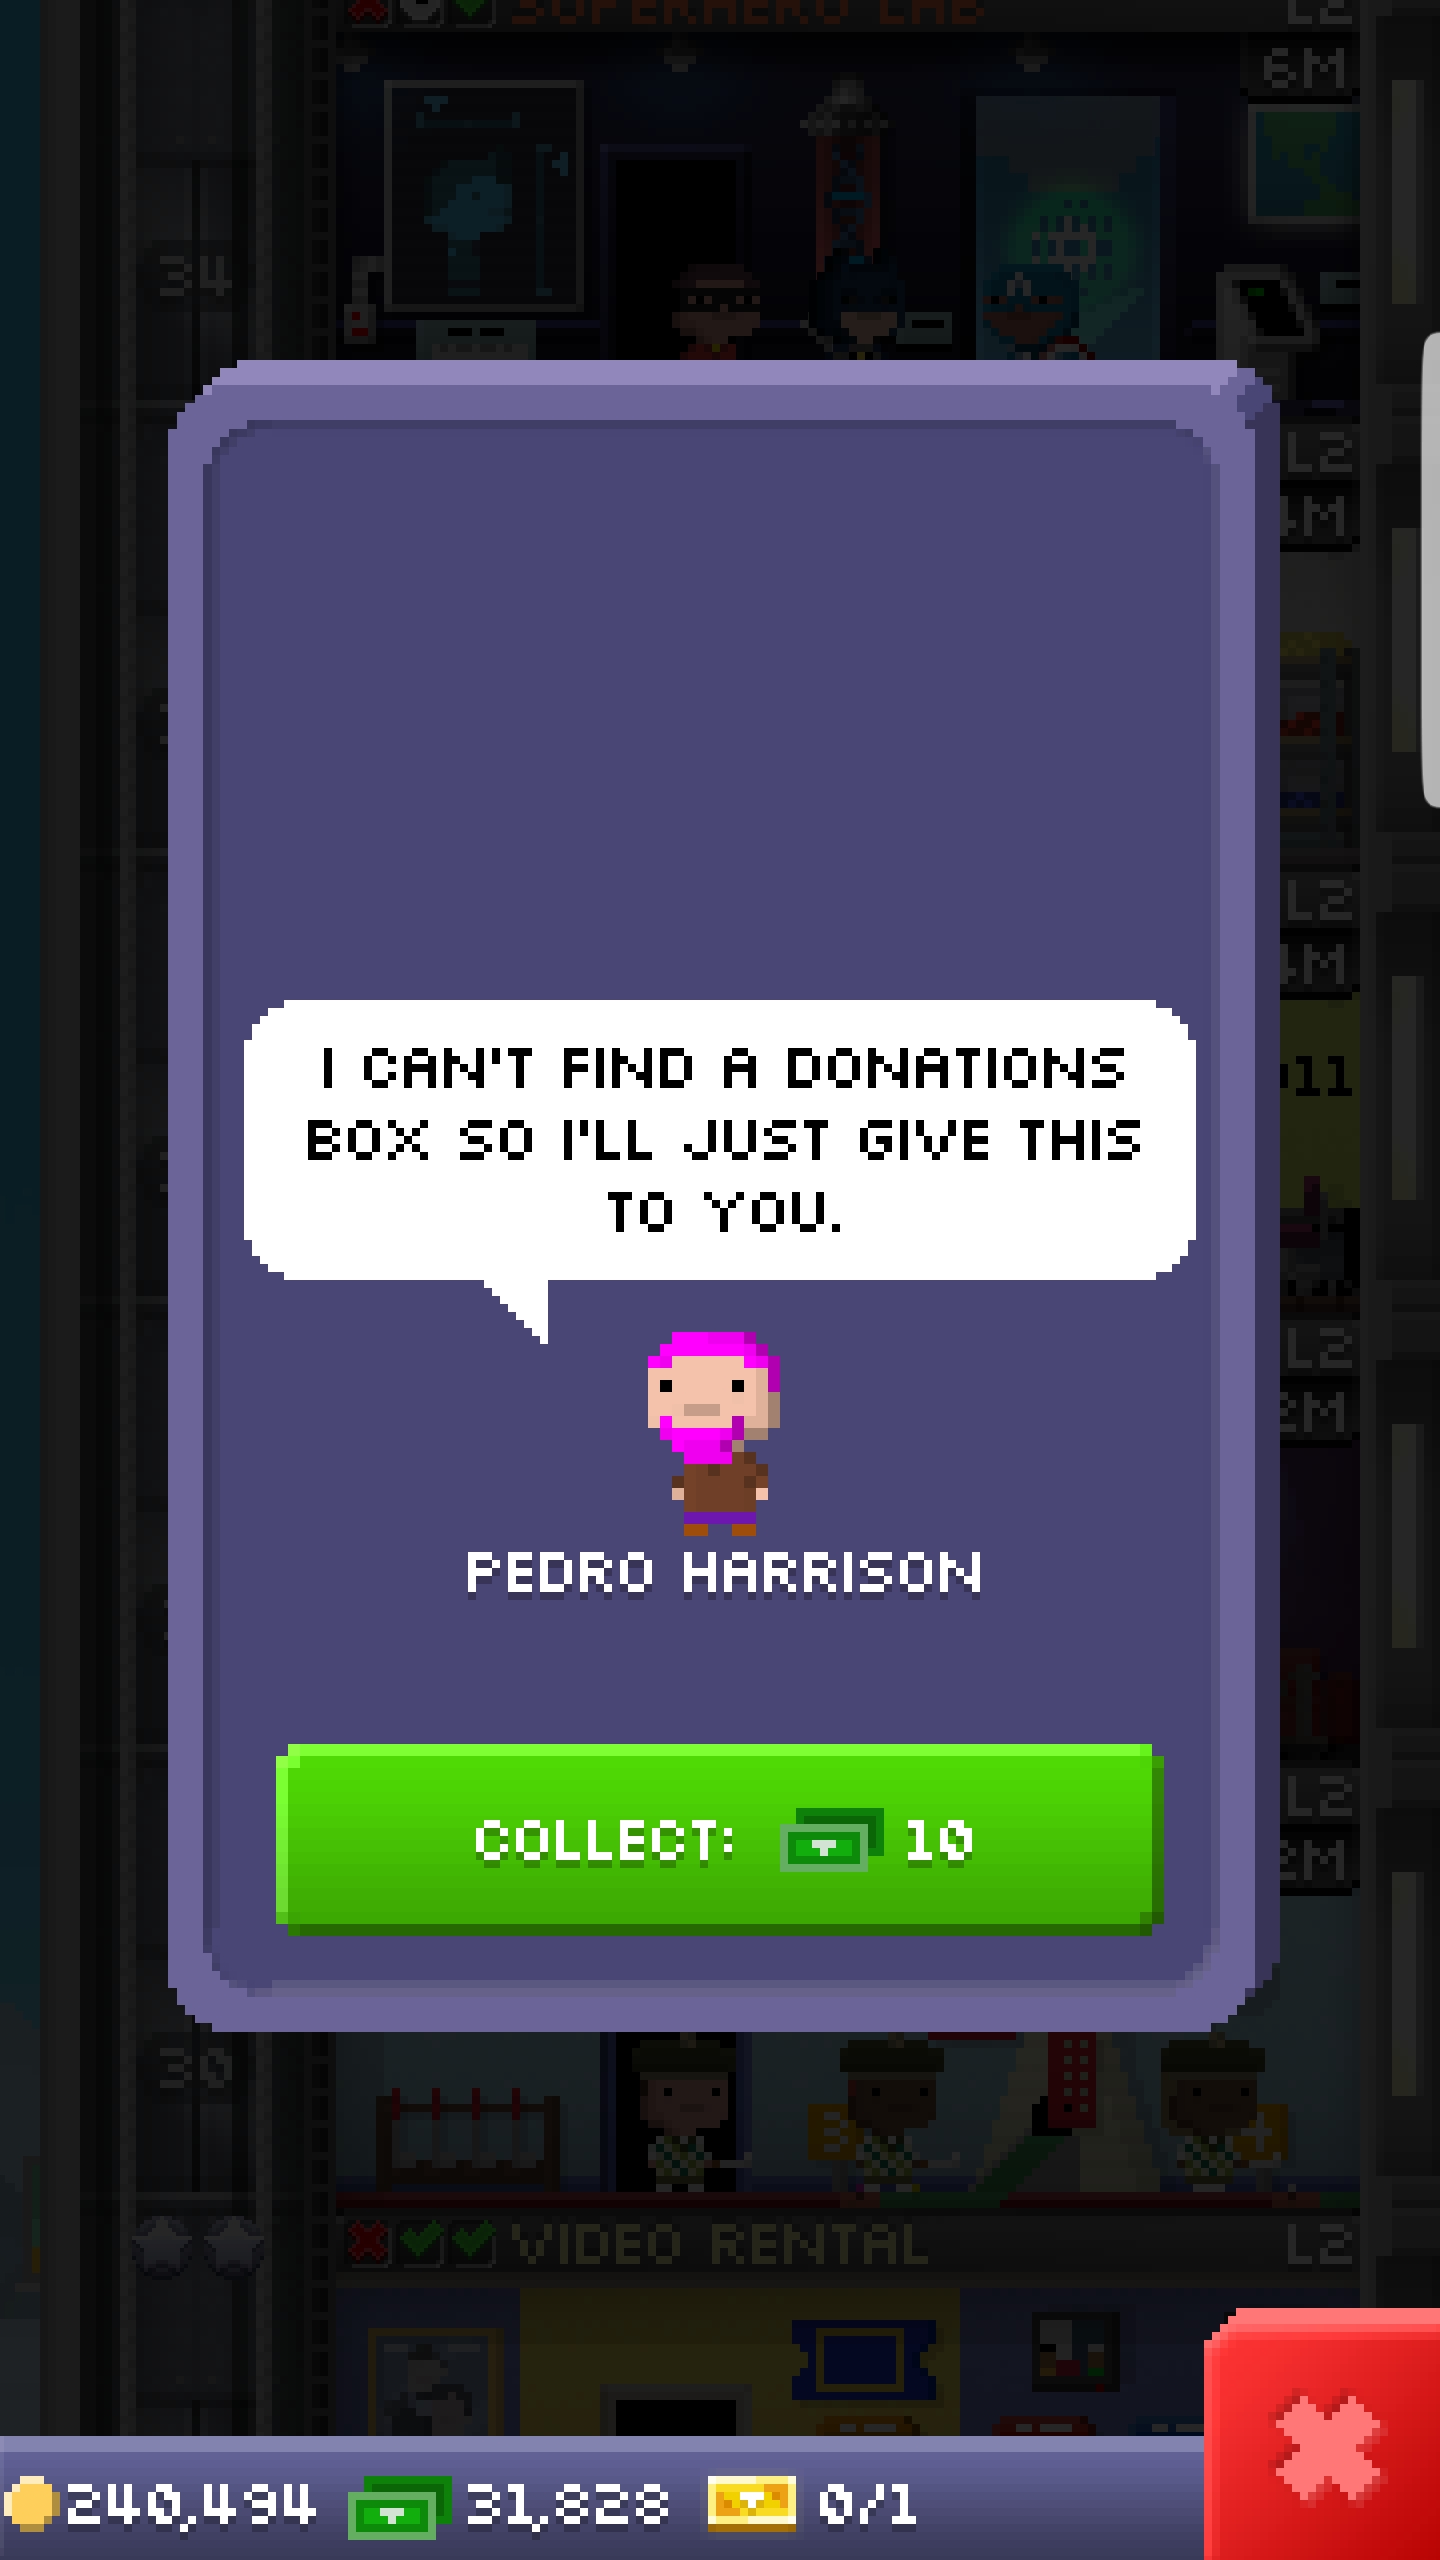 SUPERHERO LAB L2
6M
34
L2
4M
L2
4M
I CAN'T FIND A DONATIONS
BOX SO I'LL JUST GIVE THIS
TO YOU.
L2
2M
PEDRO HARRISON
L2
2M
COLLECT: 10
30
VIDEO RENTAL L2
240,494 31,828 0/1